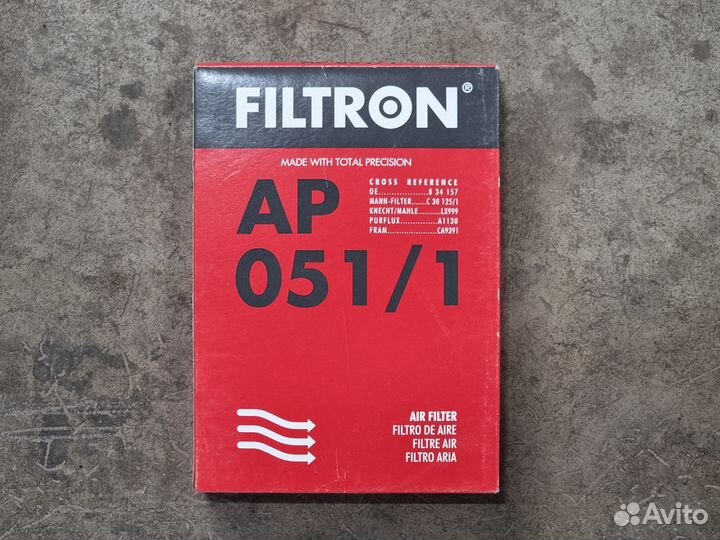 FILTRON®
MADE WITH TOTAL PRECISION
AP
051/1
CROSS REFERENCE
OE..................B 34 157
MANN-FILTER.......C 30 125/1
KNECHT/MAHLE..........LX999
PURFLUX...............A1130
FRAM..................CA9391
AIR FILTER
FILTRO DE AIRE
FILTRE AIR
FILTRO ARIA
Avito